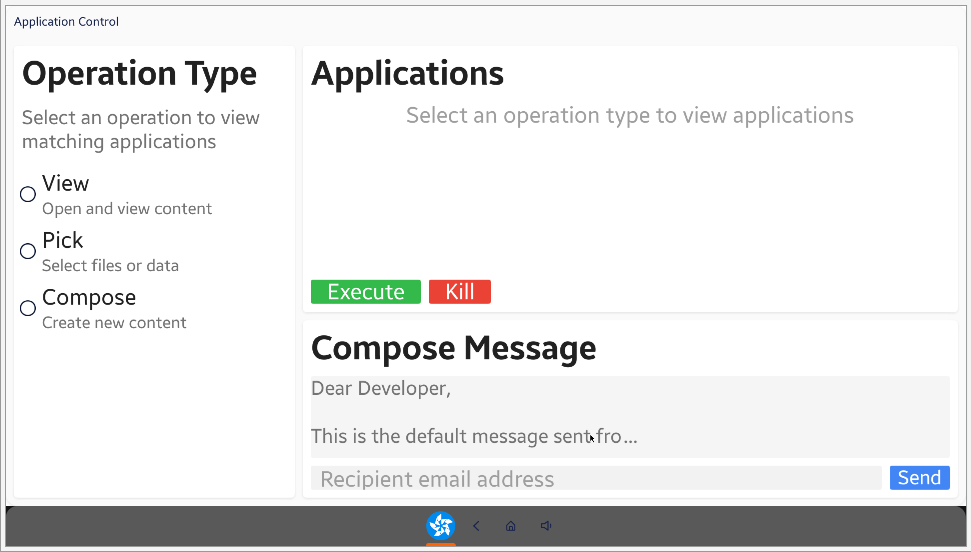 Application Control
Operation Type
Select an operation to view
matching applications
View
Open and view content
Pick
Select files or data
Compose
Create new content
Applications
Select an operation type to view applications
Execute
Kill
Compose Message
Dear Developer,
This is the default message sent fro...
Recipient email address
Send